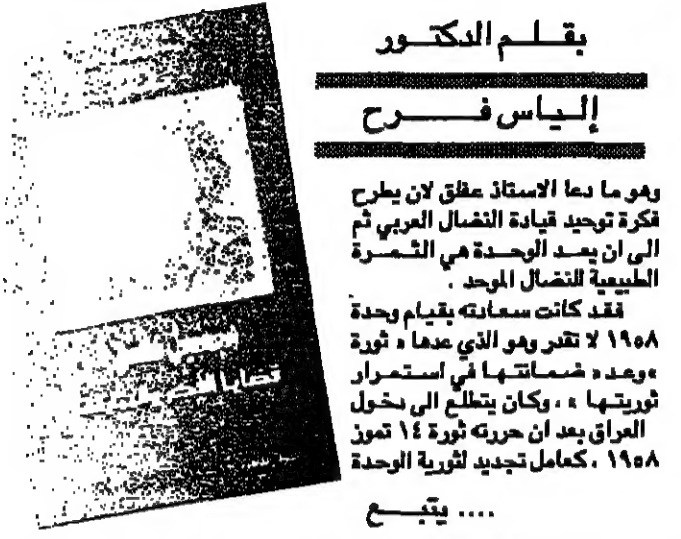 بقلم الدكتور
إلياس فرح
وهو ما دعا الاستاذ عفلق لان يطرح
فكرة توحيد قيادة النضال العربي ثم
الى ان يعد الوحدة هي الثمرة
الطبيعية للنضال الموحد .
فقد كانت سعادته بقيام وحدة
١٩٥٨ لا تقدر وهو الذي عدها « ثورة
»وعد « ضمانتها في استمرار
ثوريتها » ، وكان يتطلع الى دخول
العراق بعد ان حررته ثورة ١٤ تموز
١٩٥٨ ، كعامل تجديد لثورية الوحدة
.... يتبع